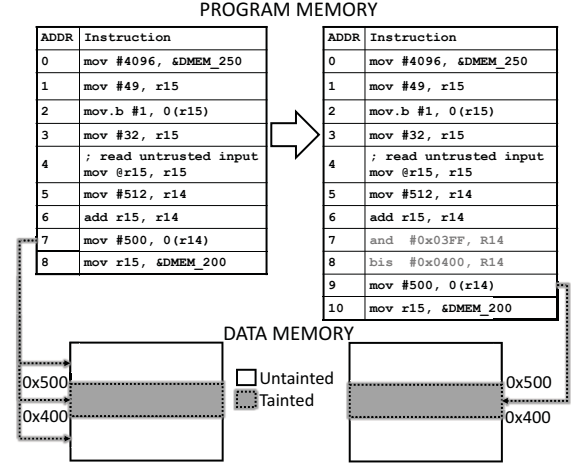 PROGRAM MEMORY
ADDR Instruction
0 mov #4096, &DMEM_250
1 mov #49, r15
2 mov.b #1, 0(r15)
3 mov #32, r15
4 ; read untrusted input
mov @r15, r15
5 mov #512, r14
6 add r15, r14
7 mov #500, 0(r14)
8 mov r15, &DMEM_200
ADDR Instruction
0 mov #4096, &DMEM_250
1 mov #49, r15
2 mov.b #1, 0(r15)
3 mov #32, r15
4 ; read untrusted input
mov @r15, r15
5 mov #512, r14
6 add r15, r14
7 and #0x03FF, R14
8 bis #0x0400, R14
9 mov #500, 0(r14)
10 mov r15, &DMEM_200
DATA MEMORY
0x500
0x400
Untainted
Tainted
0x500
0x400